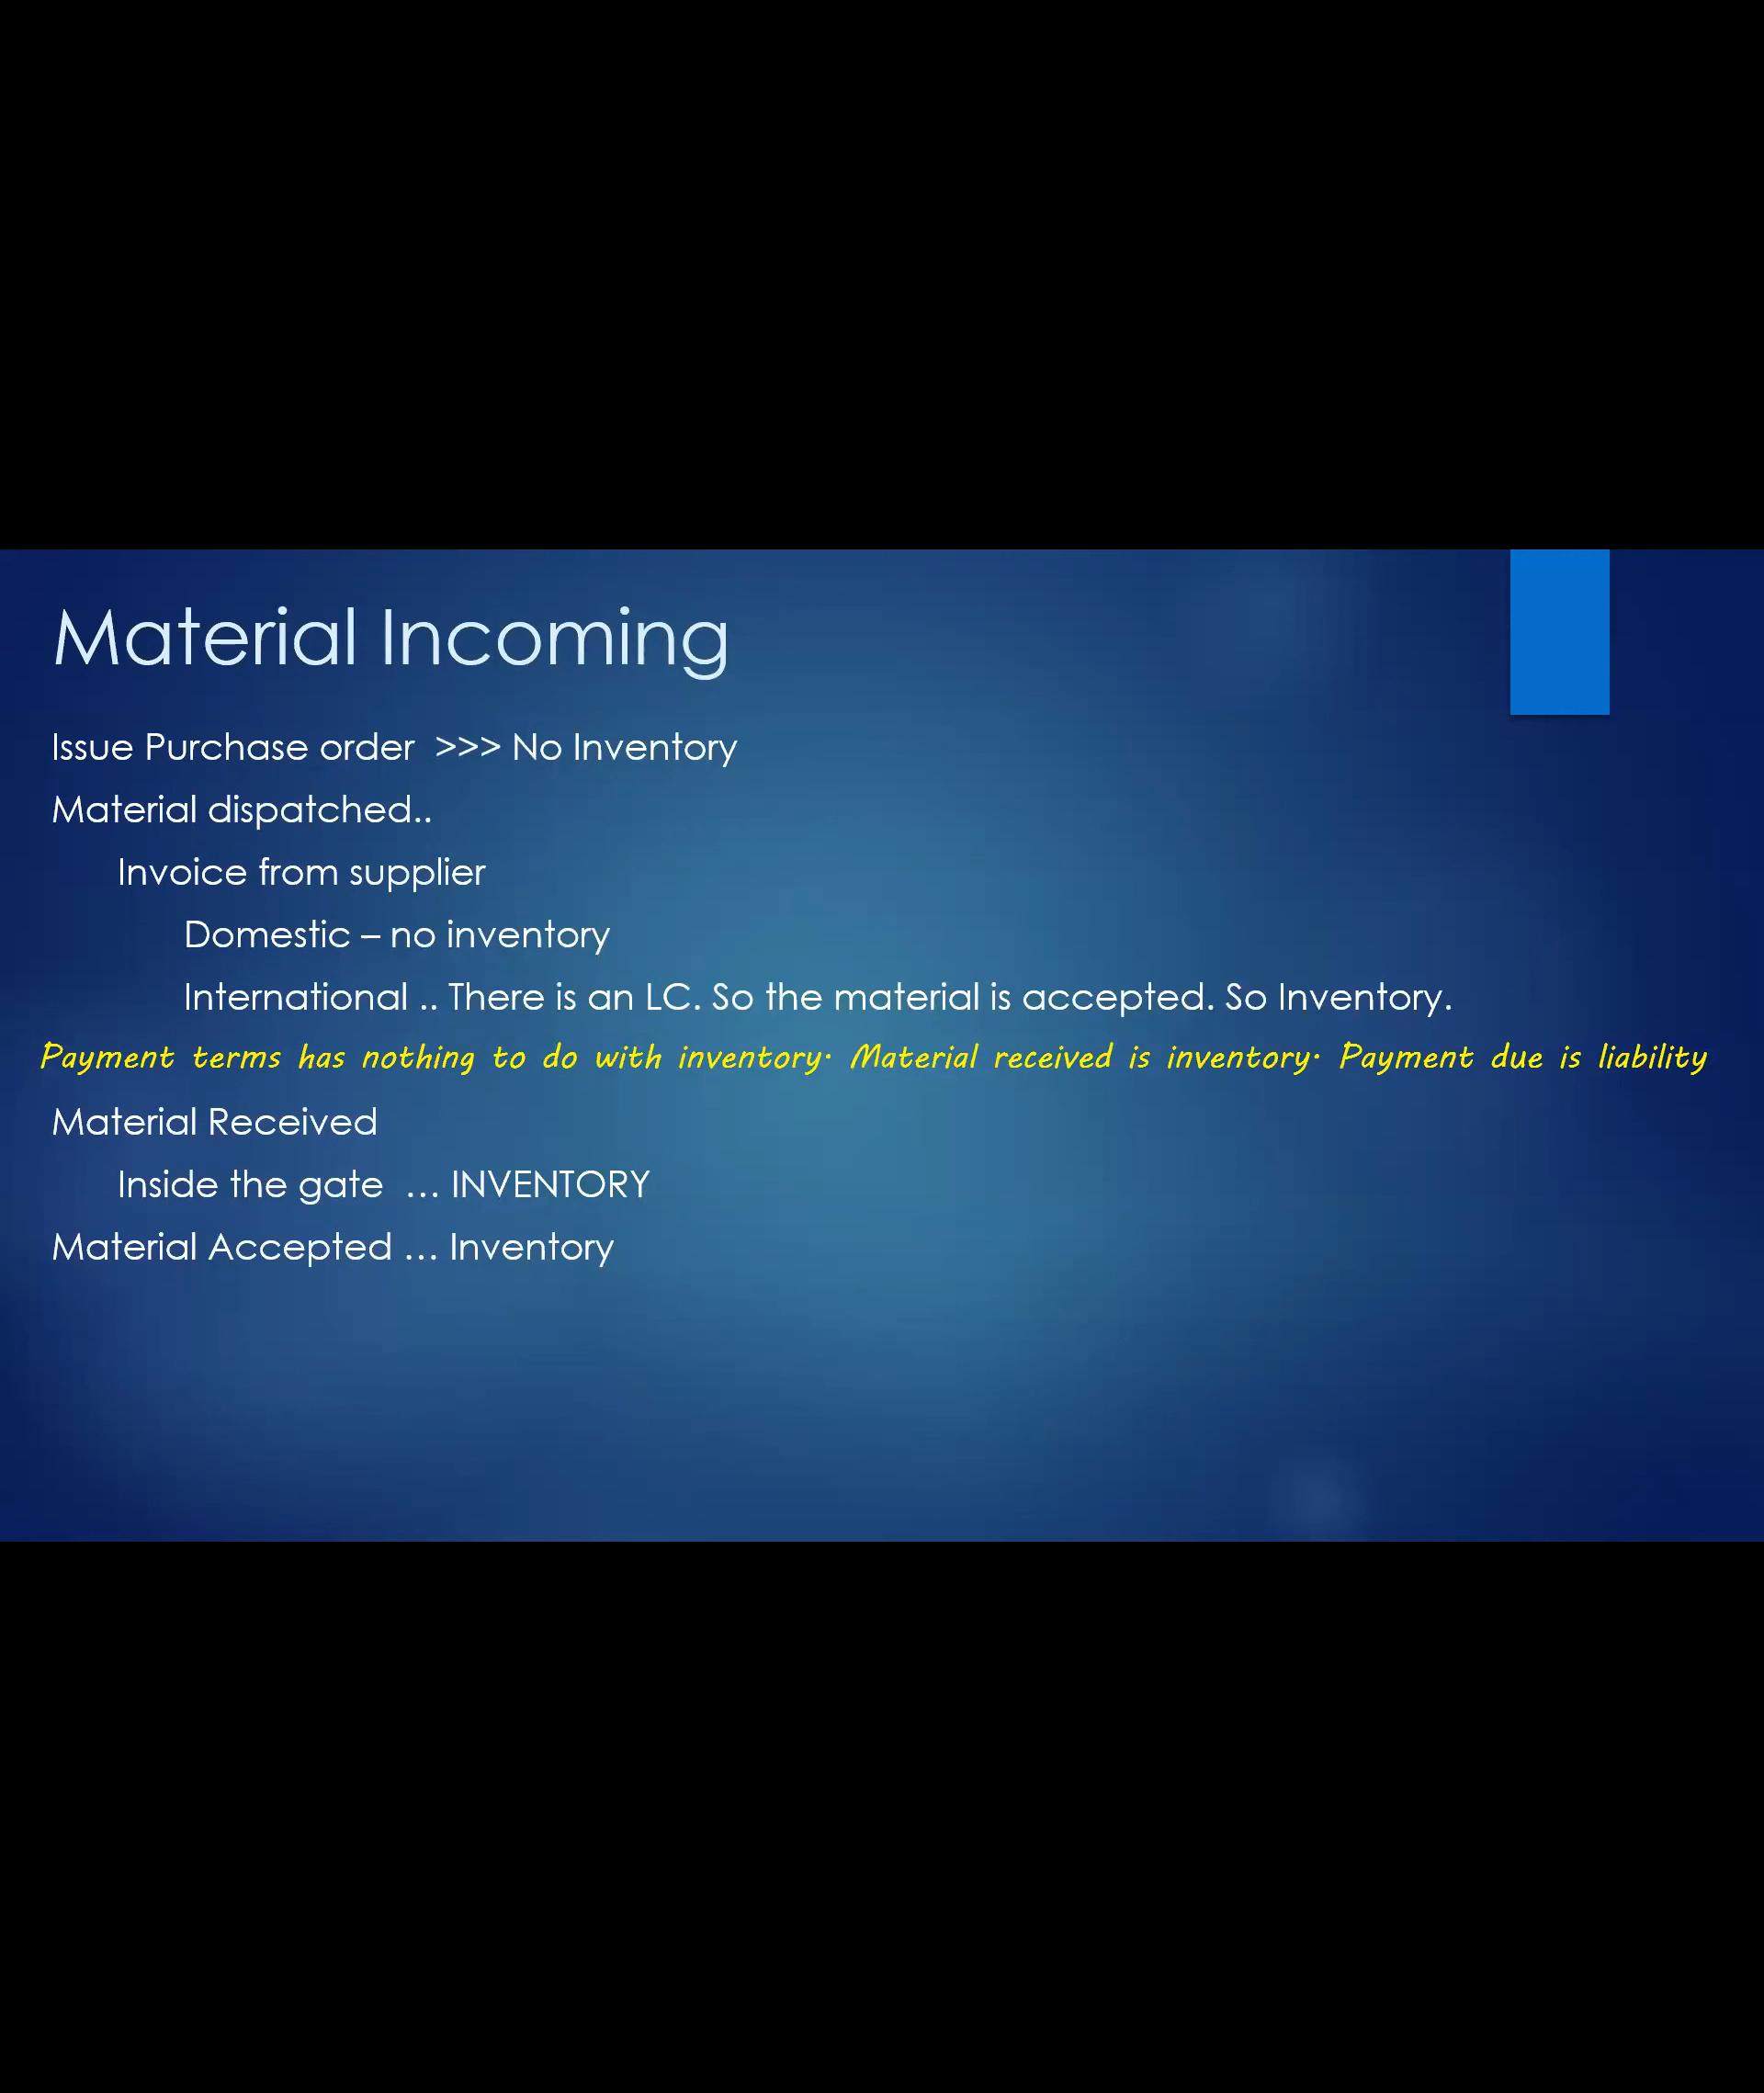 Material Incoming
Issue Purchase order >>> No Inventory
Material dispatched..
Invoice from supplier
Domestic – no inventory
International .. There is an LC. So the material is accepted. So Inventory.
Payment terms has nothing to do with inventory. Material received is inventory. Payment due is liability
Material Received
Inside the gate … INVENTORY
Material Accepted … Inventory